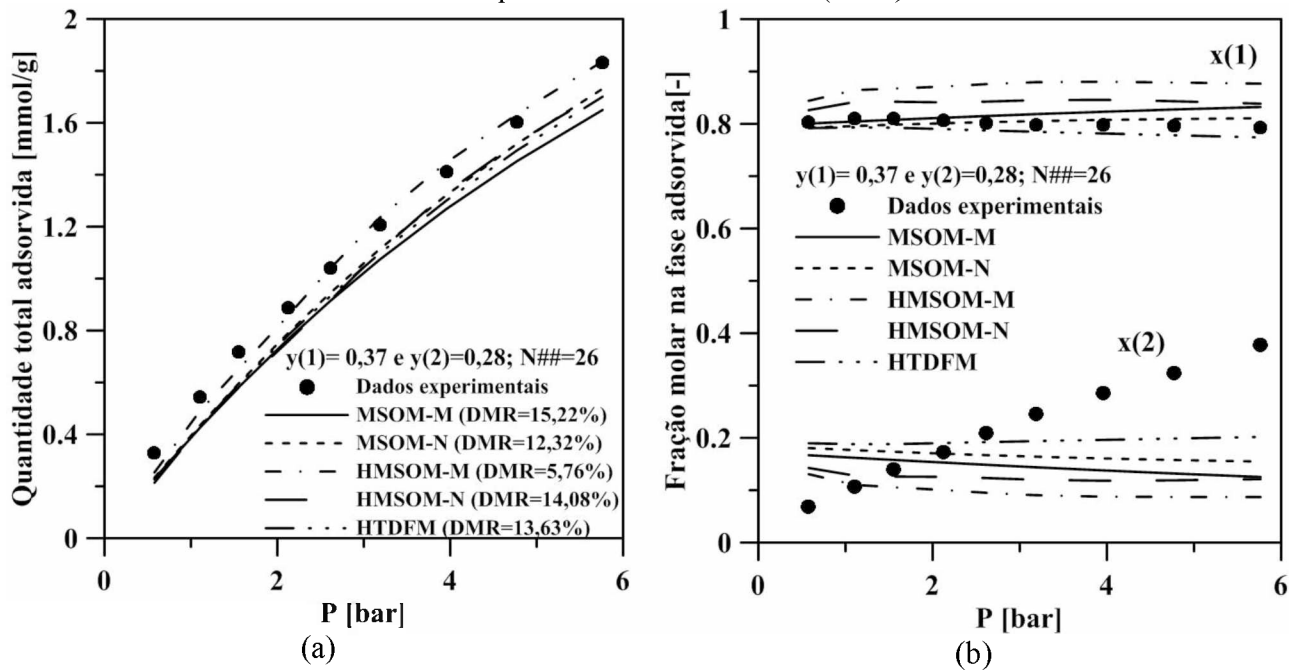 Quantidade total adsorvida [mmol/g]
2
1.6
1.2
0.8
0.4
0
y(1)= 0,37 e y(2)=0,28; N##=26
Dados experimentais
MSOM-M (DMR=15,22%)
MSOM-N (DMR=12,32%)
HMSOM-M (DMR=5,76%)
HMSOM-N (DMR=14,08%)
HTDFM (DMR=13,63%)
0
2
4
6
P [bar]
(a)
Fração molar na fase adsorvida[-]
1
0.8
0.6
0.4
0.2
0
x(1)
y(1)= 0,37 e y(2)=0,28; N##=26
Dados experimentais
MSOM-M
MSOM-N
HMSOM-M
HMSOM-N
HTDFM
x(2)
0
2
4
6
P [bar]
(b)